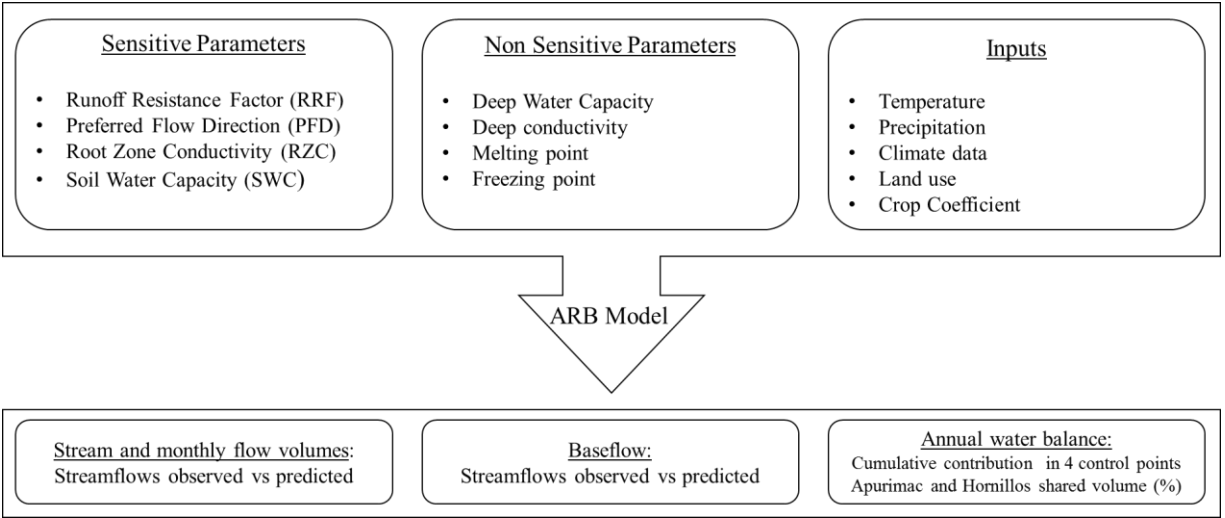 Sensitive Parameters
• Runoff Resistance Factor (RRF)
• Preferred Flow Direction (PFD)
• Root Zone Conductivity (RZC)
• Soil Water Capacity (SWC)
Non Sensitive Parameters
• Deep Water Capacity
• Deep conductivity
• Melting point
• Freezing point
Inputs
• Temperature
• Precipitation
• Climate data
• Land use
• Crop Coefficient
ARB Model
Stream and monthly flow volumes:
Streamflows observed vs predicted
Baseflow:
Streamflows observed vs predicted
Annual water balance:
Cumulative contribution in 4 control points
Apurimac and Hornillos shared volume (%)